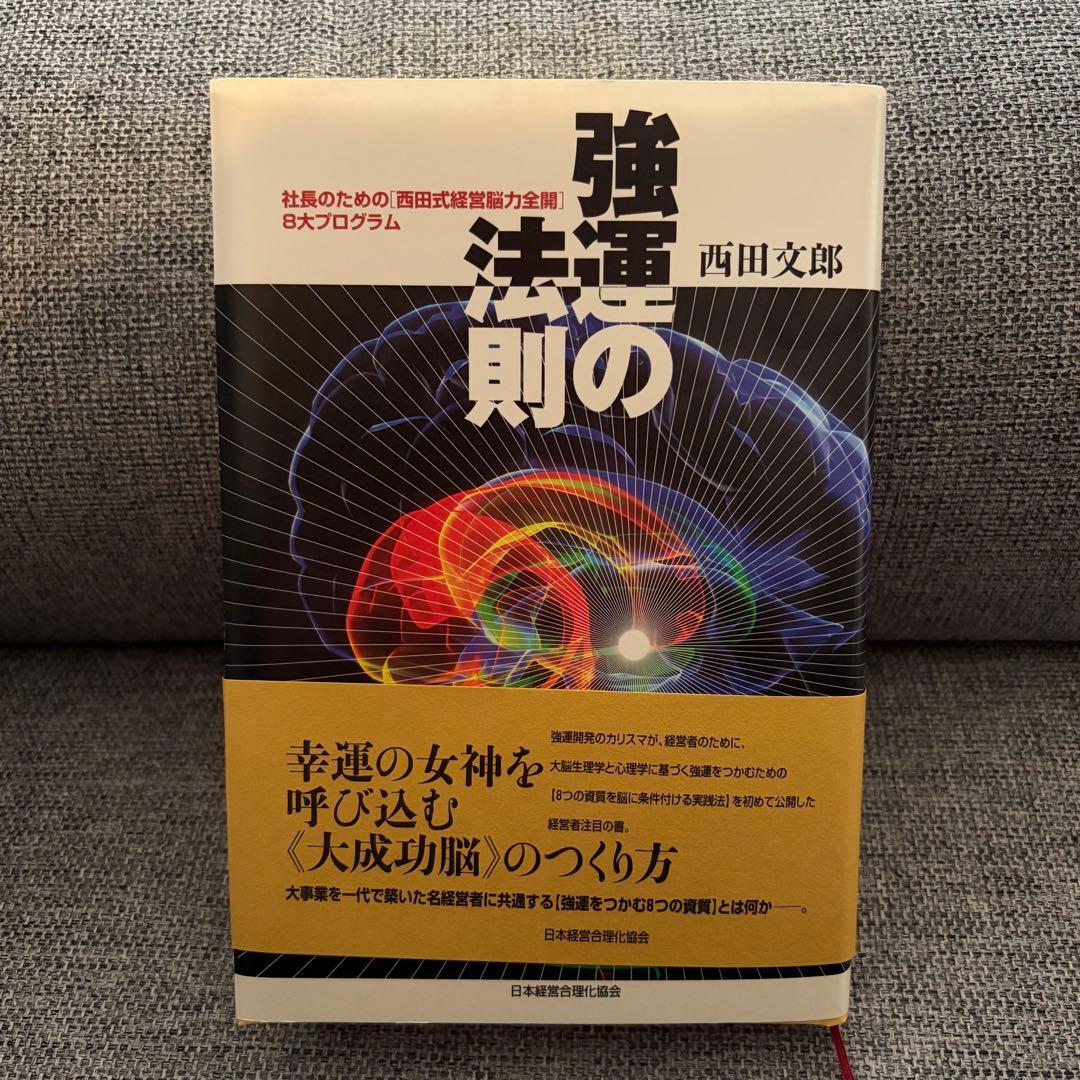 強運の
法則
社長のための［西田式経営脳力全開］
8大プログラム
西田文郎
幸運の女神を
呼び込む
《大成功脳》のつくり方
強運開発のカリスマが、経営者のために、
大脳生理学と心理学に基づく強運をつかむための
【8つの資質を脳に条件付ける実践法】を初めて公開した
経営者注目の書。
大事業を一代で築いた名経営者に共通する【強運をつかむ8つの資質】とは何か――。
日本経営合理化協会
日本経営合理化協会